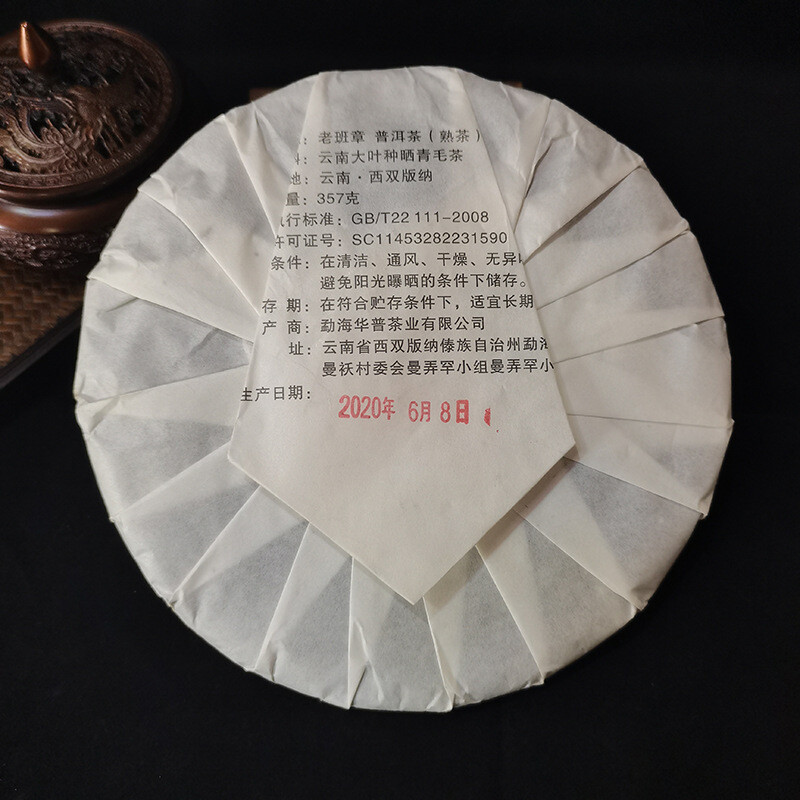 : 老班章 普洱茶(熟茶)
: 云南大叶种晒青毛茶
地: 云南·西双版纳
量: 357克
执行标准: GB/T22 111-2008
许可证号: SC11453282231590
条件: 在清洁、通风、干燥、无异
避免阳光曝晒的条件下储存。
存 期: 在符合贮存条件下,适宜长期
产 商: 勐海华普茶业有限公司
址: 云南省西双版纳傣族自治州勐海
曼袄村委会曼弄罕小组曼弄罕小
生产日期:
2020年 6月 8日